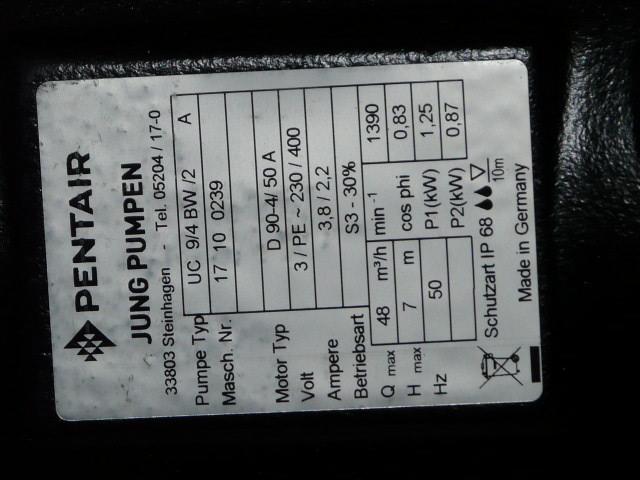 PENTAIR
JUNG PUMPEN
33803 Steinhagen - Tel. 05204 / 17-0
Pumpe Typ UC 9/4 BW /2 A
Masch. Nr. 17 10 0239
Motor Typ D 90-4/ 50 A
Volt 3 / PE ~ 230 / 400
Ampere 3,8 / 2,2
Betriebsart S3 - 30%
Q max 48 m³/h min -1 1390
H max 7 m cos phi 0,83
Hz 50 P1(kW) 1,25
P2(kW) 0,87
Schutzart IP 68 10m
Made in Germany